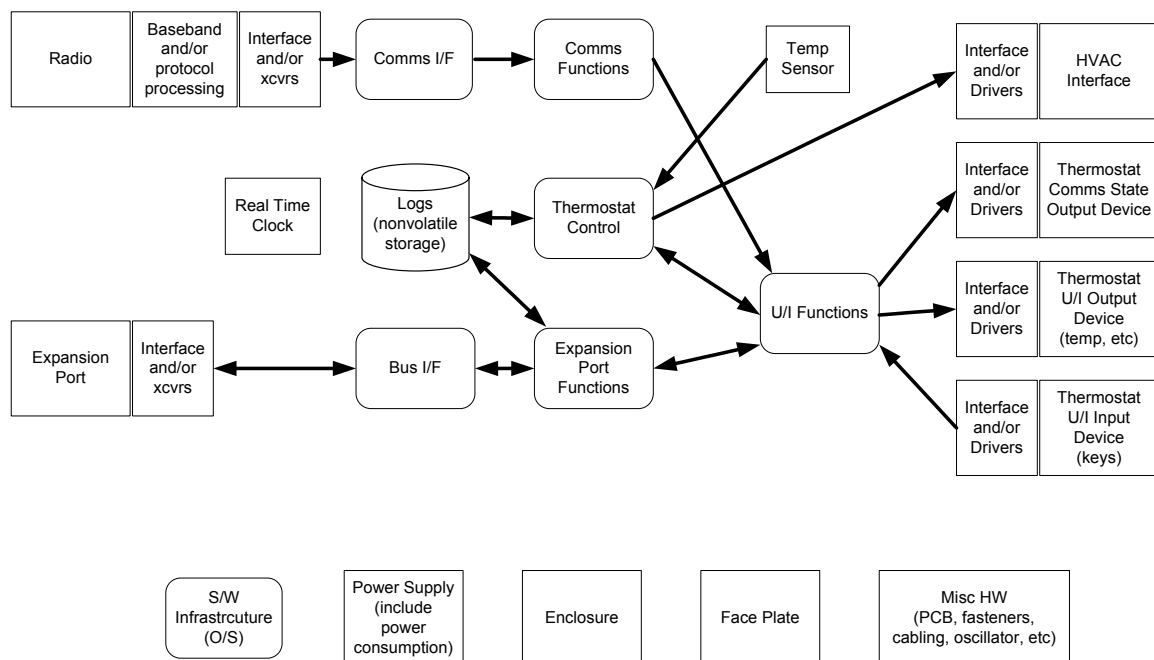 Radio
Baseband
and/or
protocol
processing
Interface
and/or
xcvrs
Comms I/F
Comms
Functions
Temp
Sensor
Interface
and/or
Drivers
HVAC
Interface
Real Time
Clock
Logs
(nonvolatile
storage)
Thermostat
Control
Interface
and/or
Drivers
Thermostat
Comms State
Output Device
U/I Functions
Interface
and/or
Drivers
Thermostat
U/I Output
Device
(temp, etc)
Expansion
Port
Interface
and/or
xcvrs
Bus I/F
Expansion
Port
Functions
Interface
and/or
Drivers
Thermostat
U/I Input
Device
(keys)
S/W
Infrastrcuture
(O/S)
Power Supply
(include
power
consumption)
Enclosure
Face Plate
Misc HW
(PCB, fasteners,
cabling, oscillator, etc)